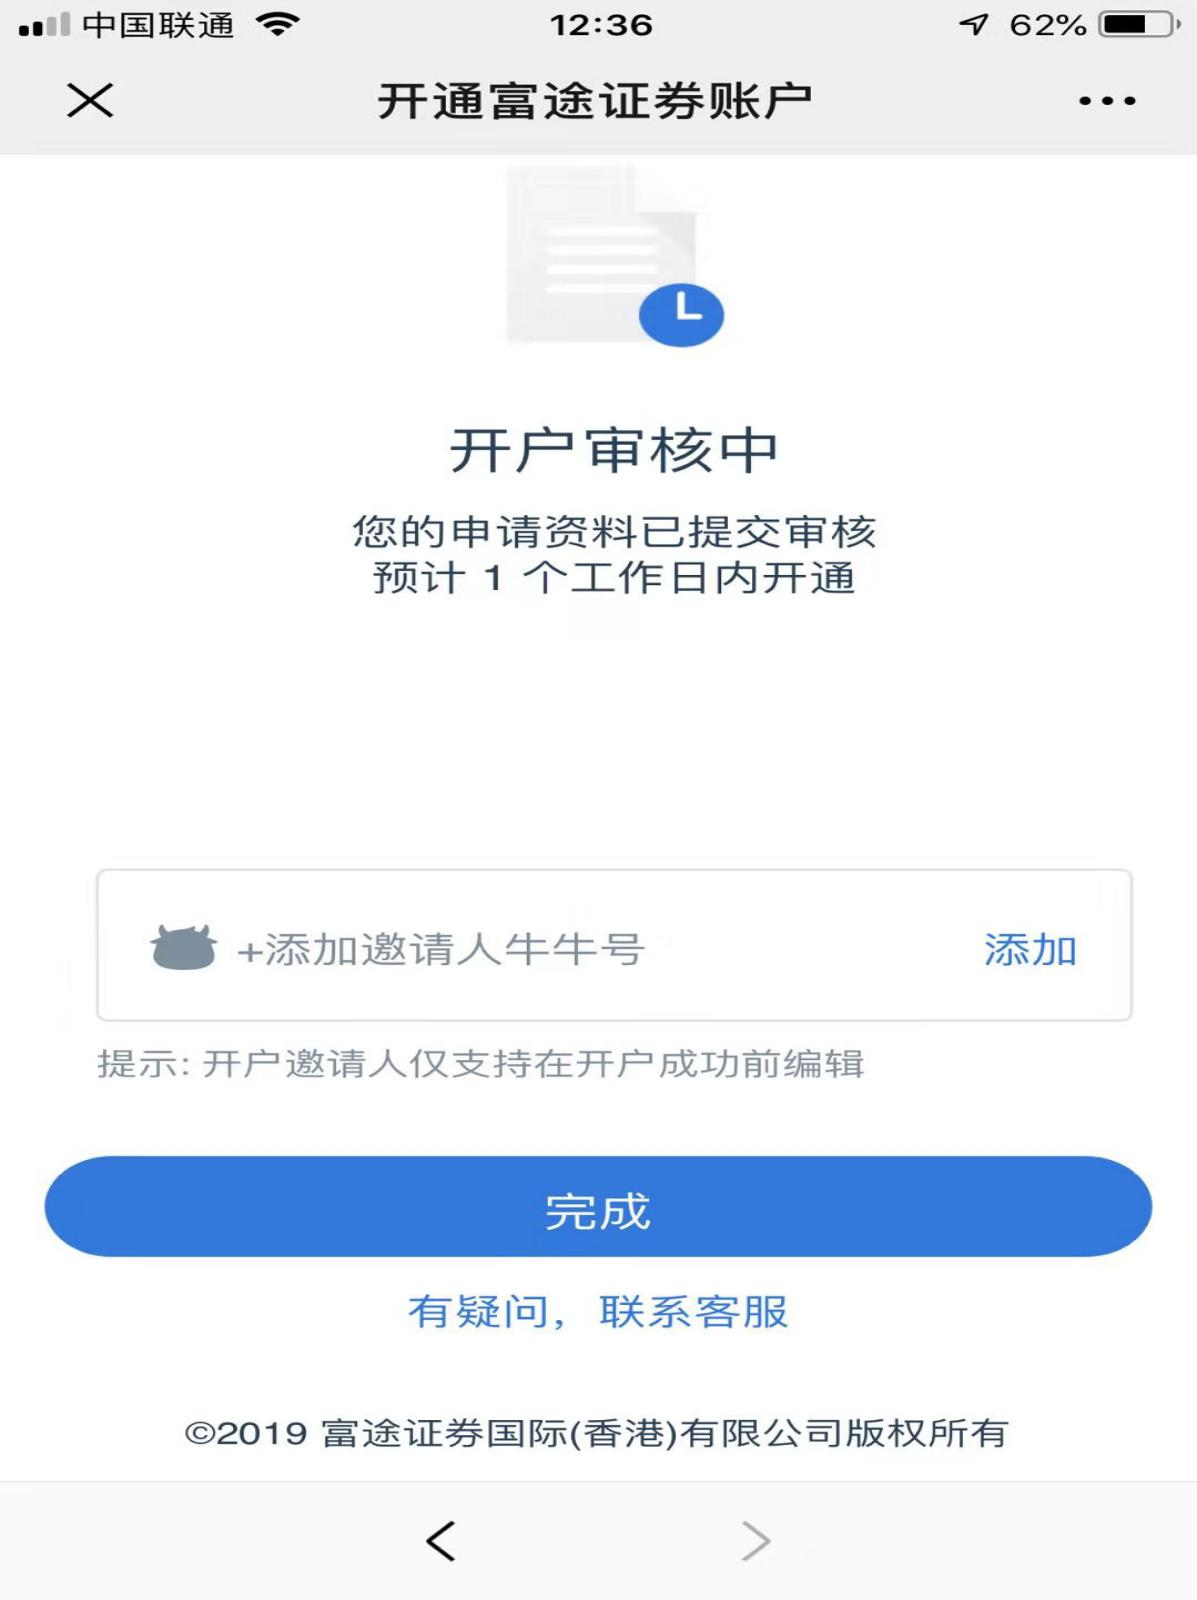 中国联通
12:36
62%
开通富途证券账户
开户审核中
您的申请资料已提交审核
预计 1 个工作日内开通
+添加邀请人牛牛号
添加
提示: 开户邀请人仅支持在开户成功前编辑
完成
有疑问，联系客服
©2019 富途证券国际(香港)有限公司版权所有